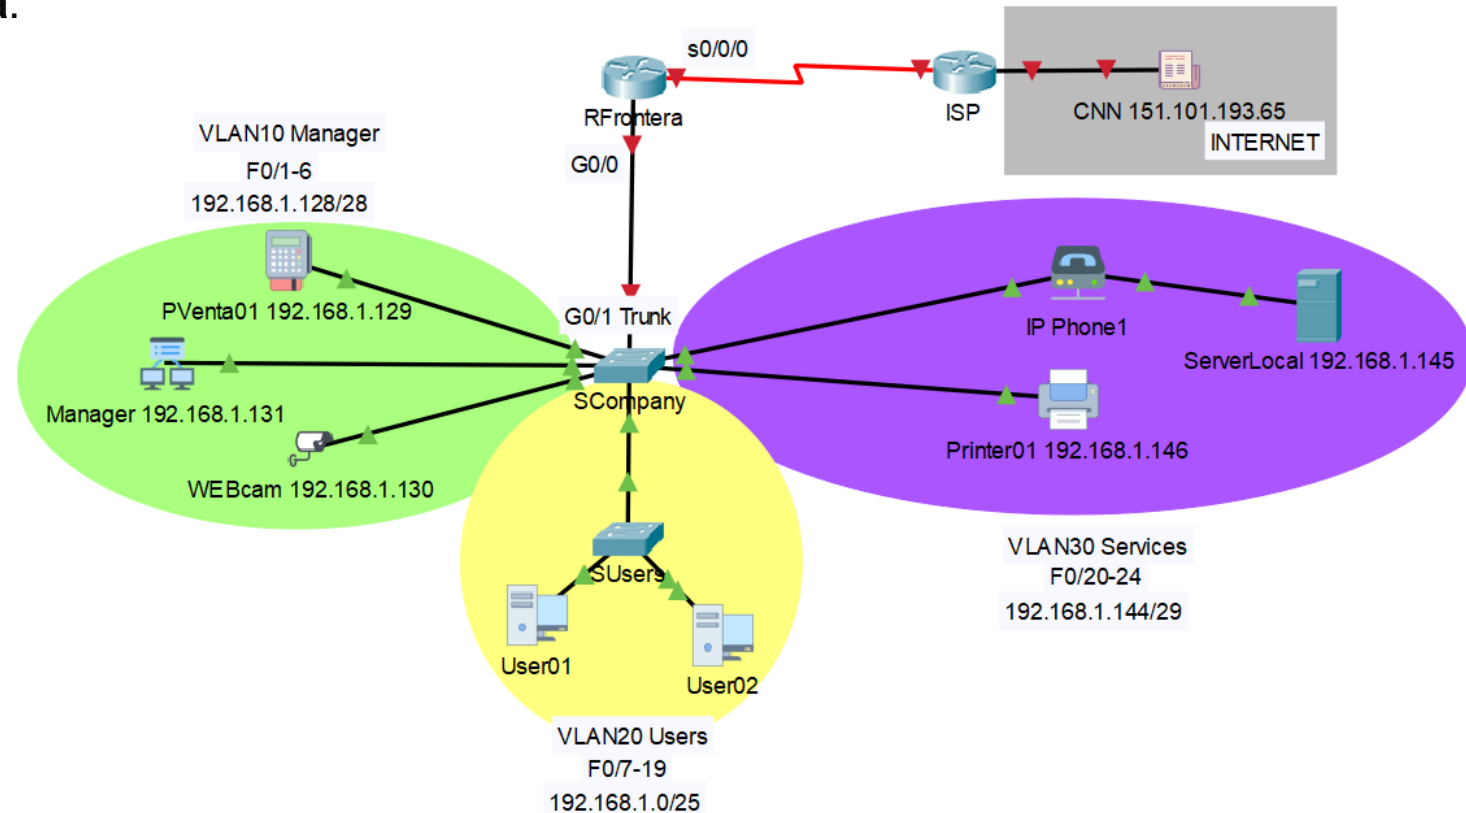 a.
s0/0/0
RFrontera
ISP
CNN 151.101.193.65
INTERNET
G0/0
VLAN10 Manager
F0/1-6
192.168.1.128/28
PVenta01 192.168.1.129
Manager 192.168.1.131
WEBcam 192.168.1.130
G0/1 Trunk
SCompany
IP Phone1
ServerLocal 192.168.1.145
Printer01 192.168.1.146
VLAN30 Services
F0/20-24
192.168.1.144/29
SUsers
User01
User02
VLAN20 Users
F0/7-19
192.168.1.0/25